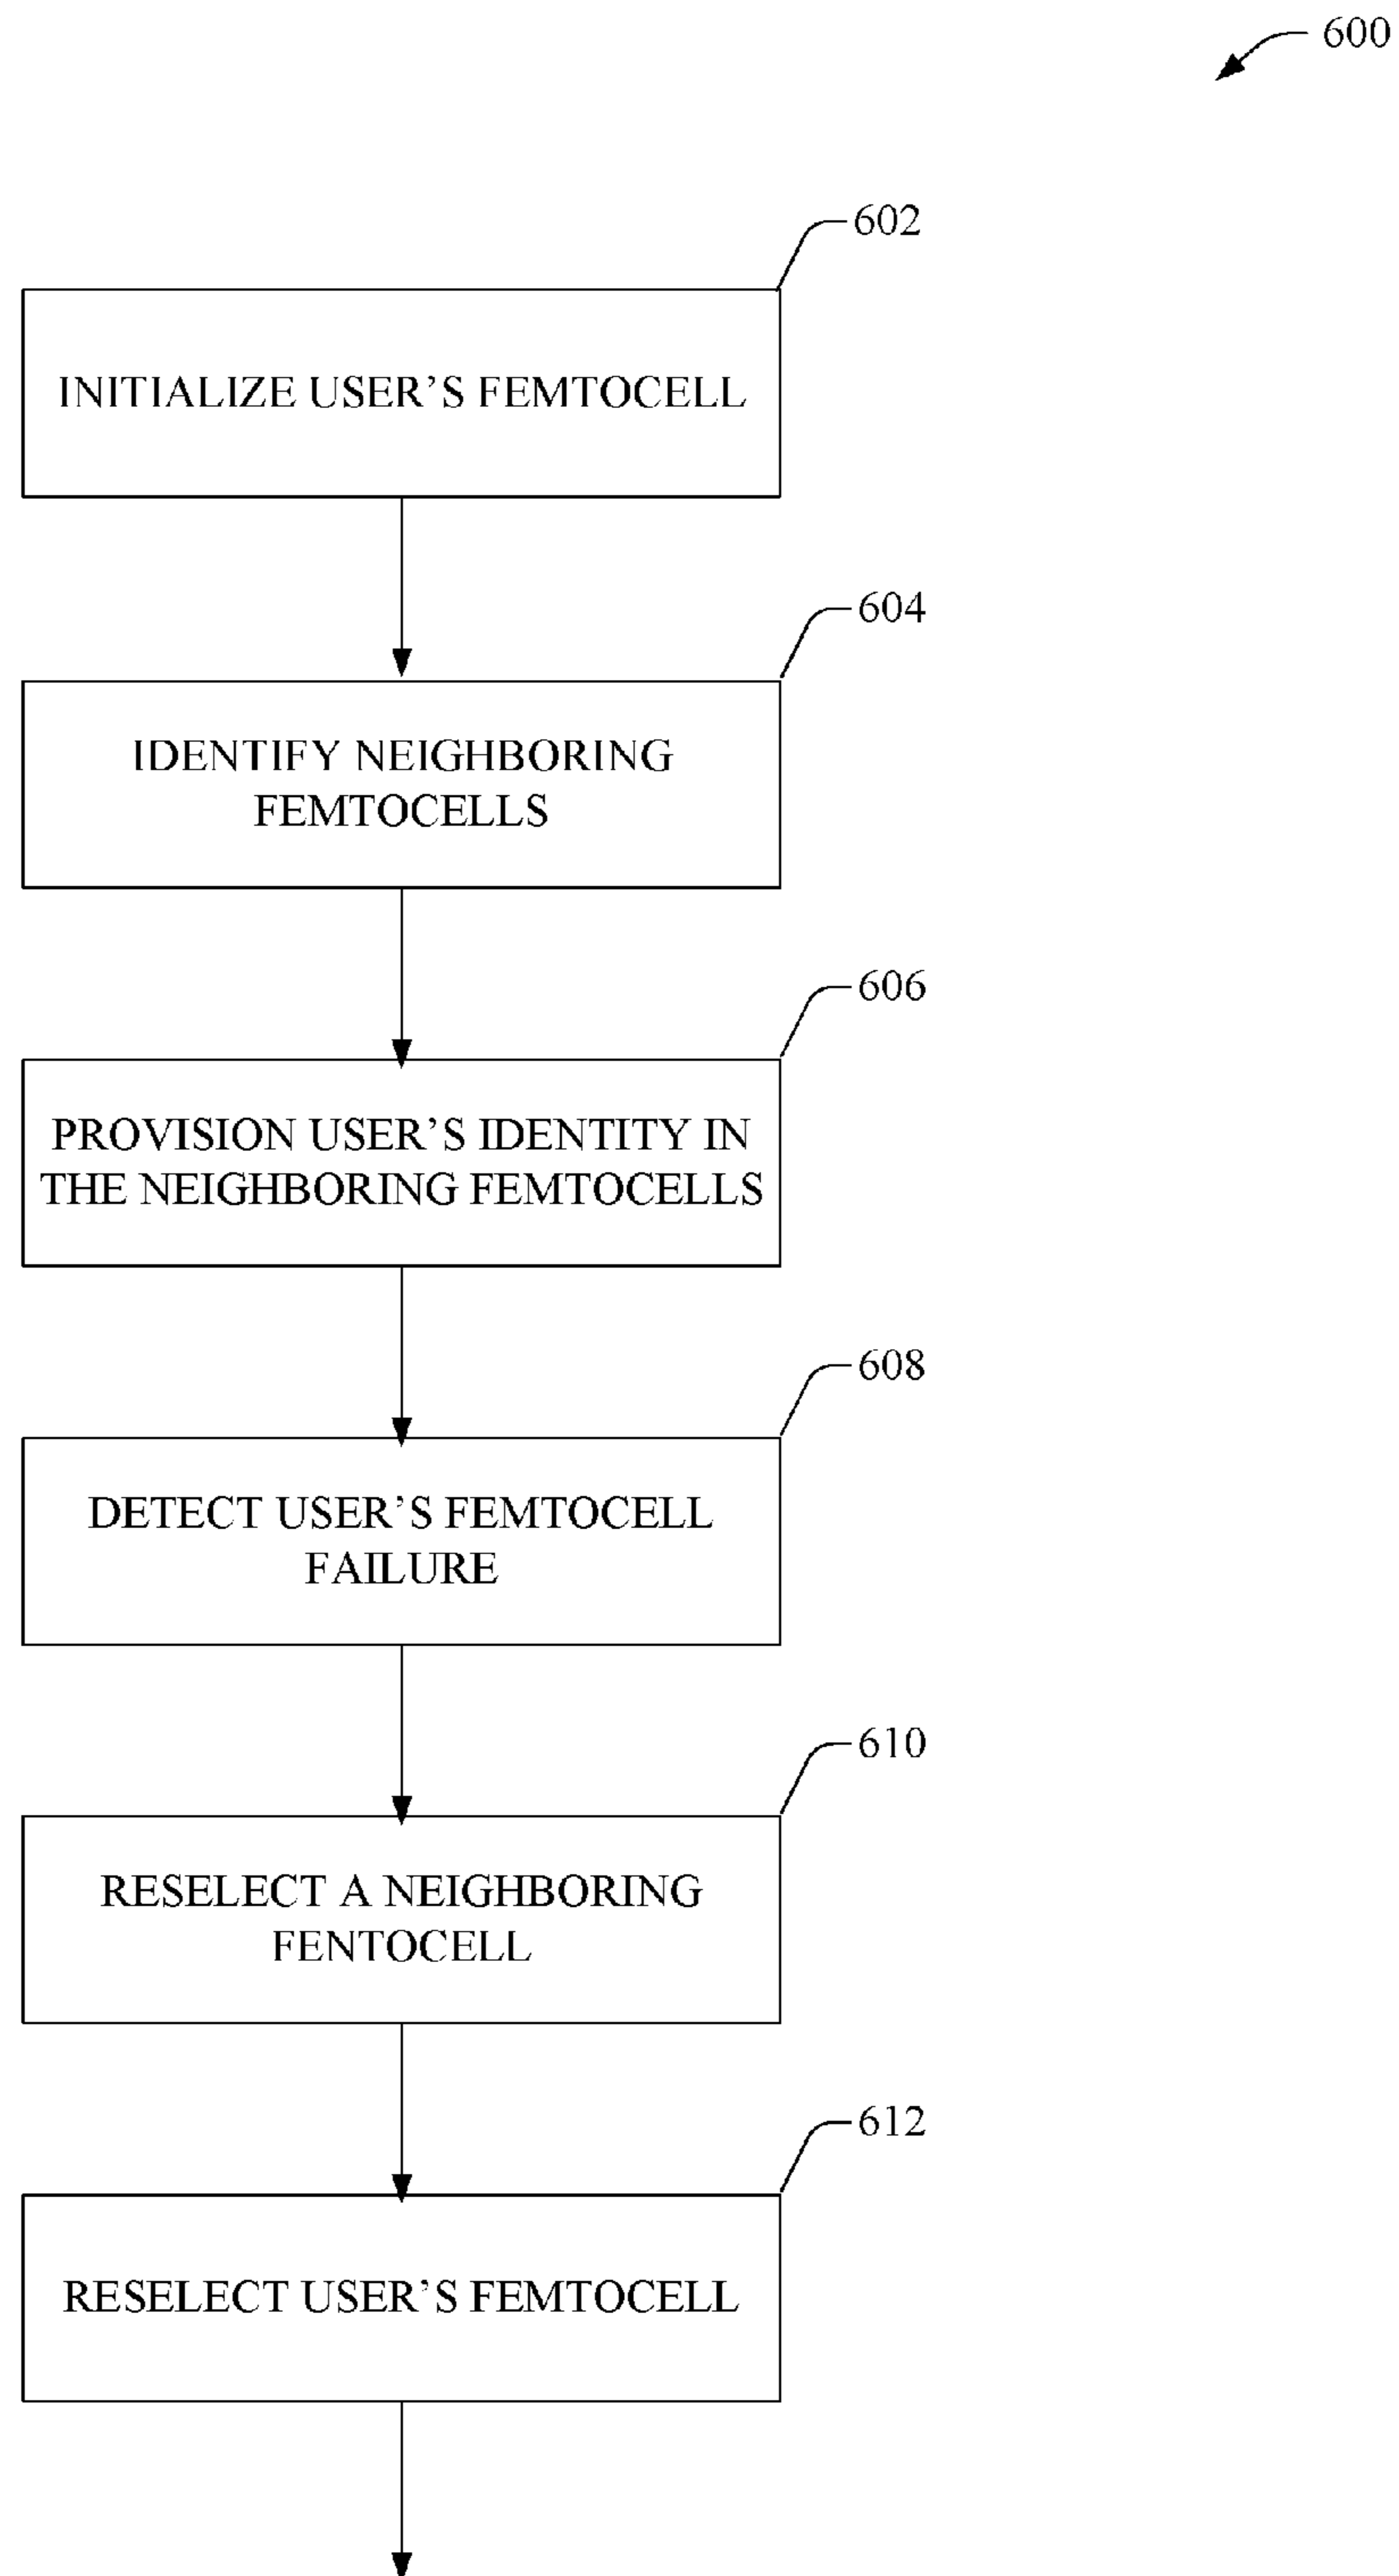 600
602
INITIALIZE USER’S FEMTOCELL
604
IDENTIFY NEIGHBORING
FEMTOCELLS
606
PROVISION USER’S IDENTITY IN
THE NEIGHBORING FEMTOCELLS
608
DETECT USER’S FEMTOCELL
FAILURE
610
RESELECT A NEIGHBORING
FENTOCELL
612
RESELECT USER’S FEMTOCELL